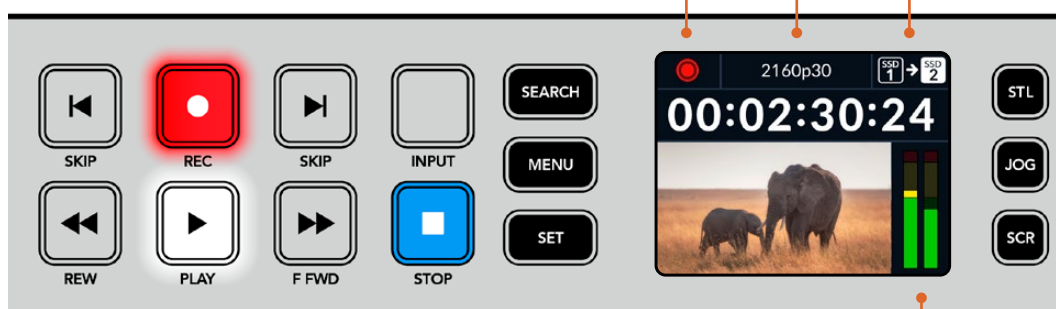 SKIP
REC
SKIP
INPUT
REW
PLAY
F FWD
STOP
SEARCH
MENU
SET
2160p30
SSD
1
SSD
2
00:02:30:24
STL
JOG
SCR